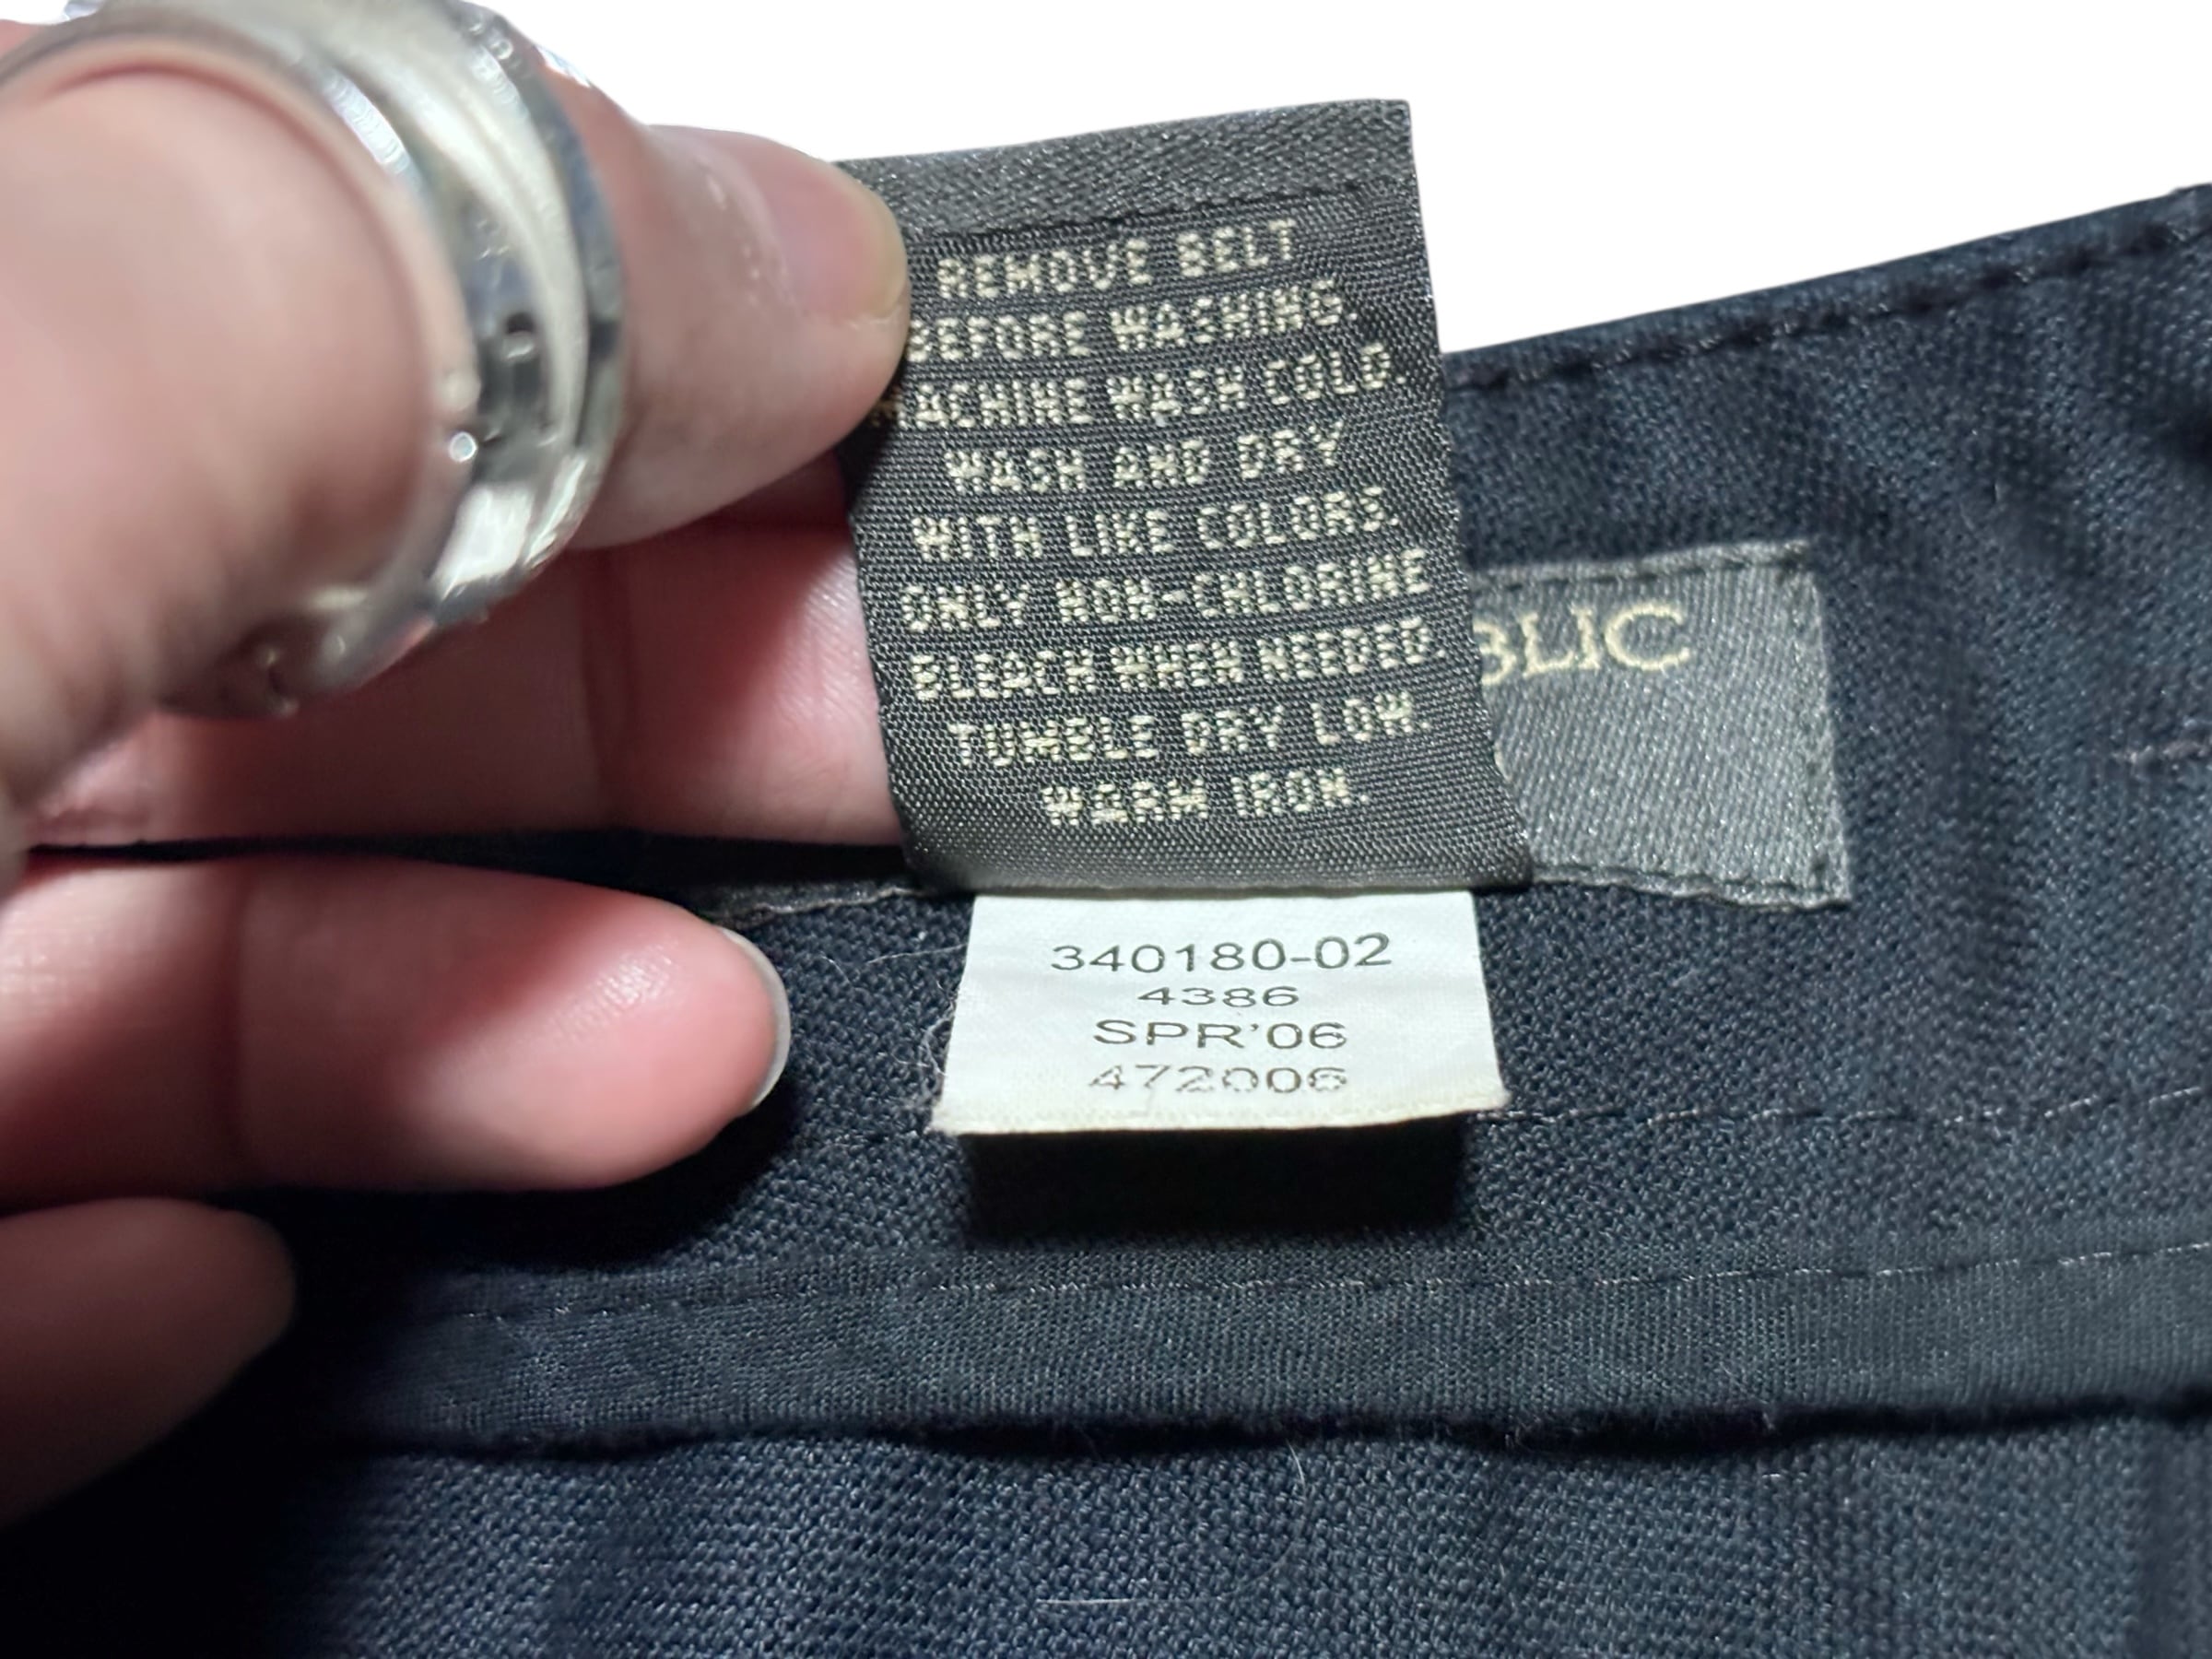 REMOVE BELT
BEFORE WASHING.
MACHINE WASH COLD.
WASH AND DRY
WITH LIKE COLORS.
ONLY NON-CHLORINE
BLEACH WHEN NEEDED.
TUMBLE DRY LOW.
WARM IRON.
BLIC
340180-02
4386
SPR'06
472006